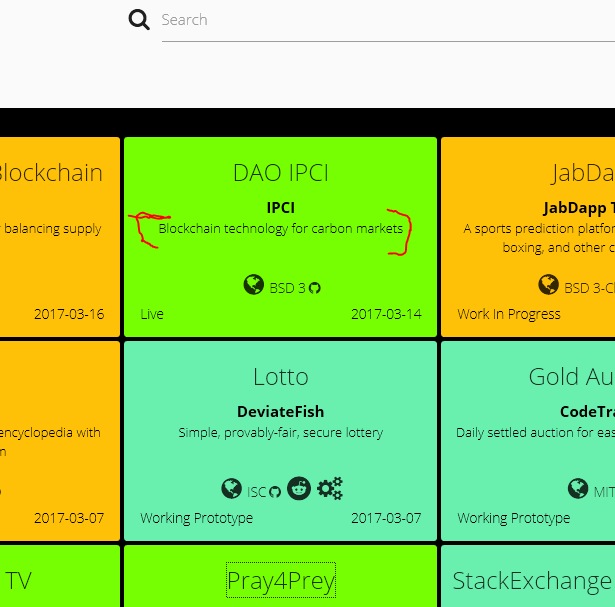 Search
Blockchain
balancing supply
2017-03-16
DAO IPCI
IPCI
Blockchain technology for carbon markets
BSD 3
Live
2017-03-14
JabDa
JabDapp T
A sports prediction platfor
boxing, and other c
BSD 3-Cl
Work In Progress
encyclopedia with
2017-03-07
Lotto
DeviateFish
Simple, provably-fair, secure lottery
ISC
Working Prototype
2017-03-07
Gold Au
CodeTra
Daily settled auction for eas
MIT
Working Prototype
TV
Pray4Prey
StackExchange